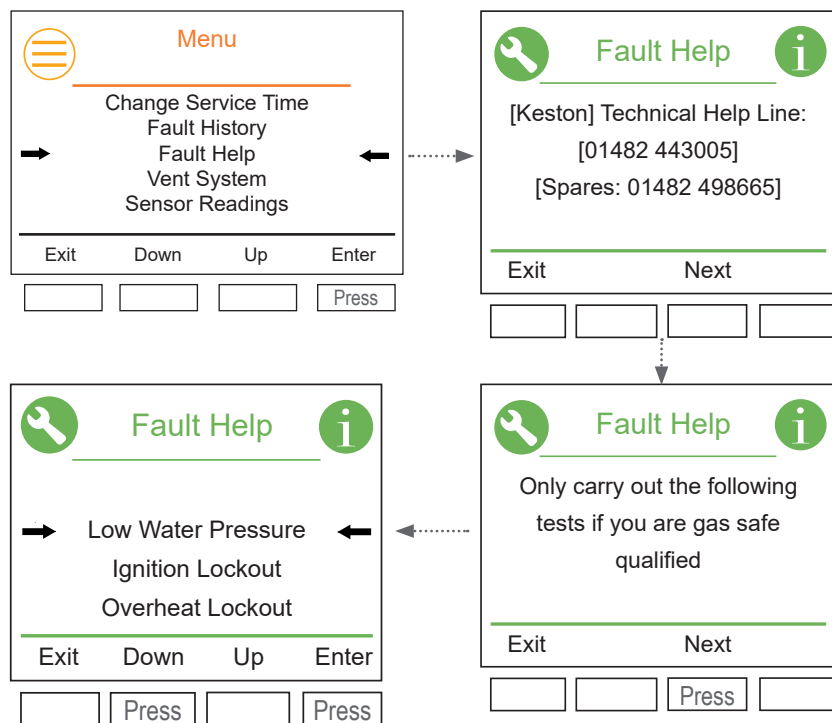 Menu
Change Service Time
Fault History
Fault Help
Vent System
Sensor Readings
Exit Down Up Enter
Press
Fault Help
[Keston] Technical Help Line:
[01482 443005]
[Spares: 01482 498665]
Exit Next
Fault Help
Only carry out the following
tests if you are gas safe
qualified
Exit Next
Press
Fault Help
Low Water Pressure
Ignition Lockout
Overheat Lockout
Exit Down Up Enter
Press Press